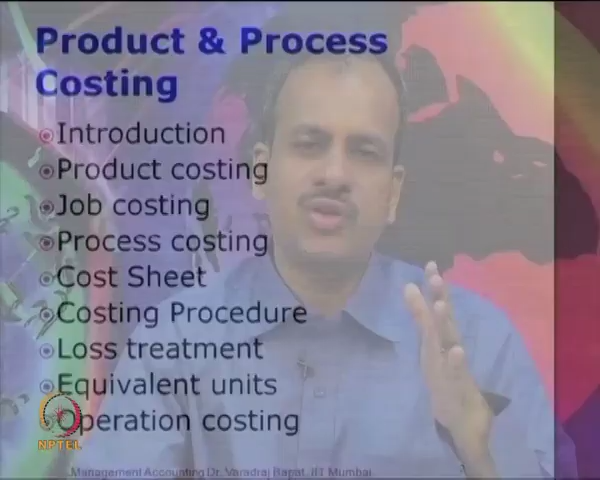 Product & Process
Costing
Introduction
Product costing
Job costing
Process costing
Cost Sheet
Costing Procedure
Loss treatment
Equivalent units
Operation costing
NPTEL
Management Accounting Dr. Varadraj Bapat, IIT Mumbai